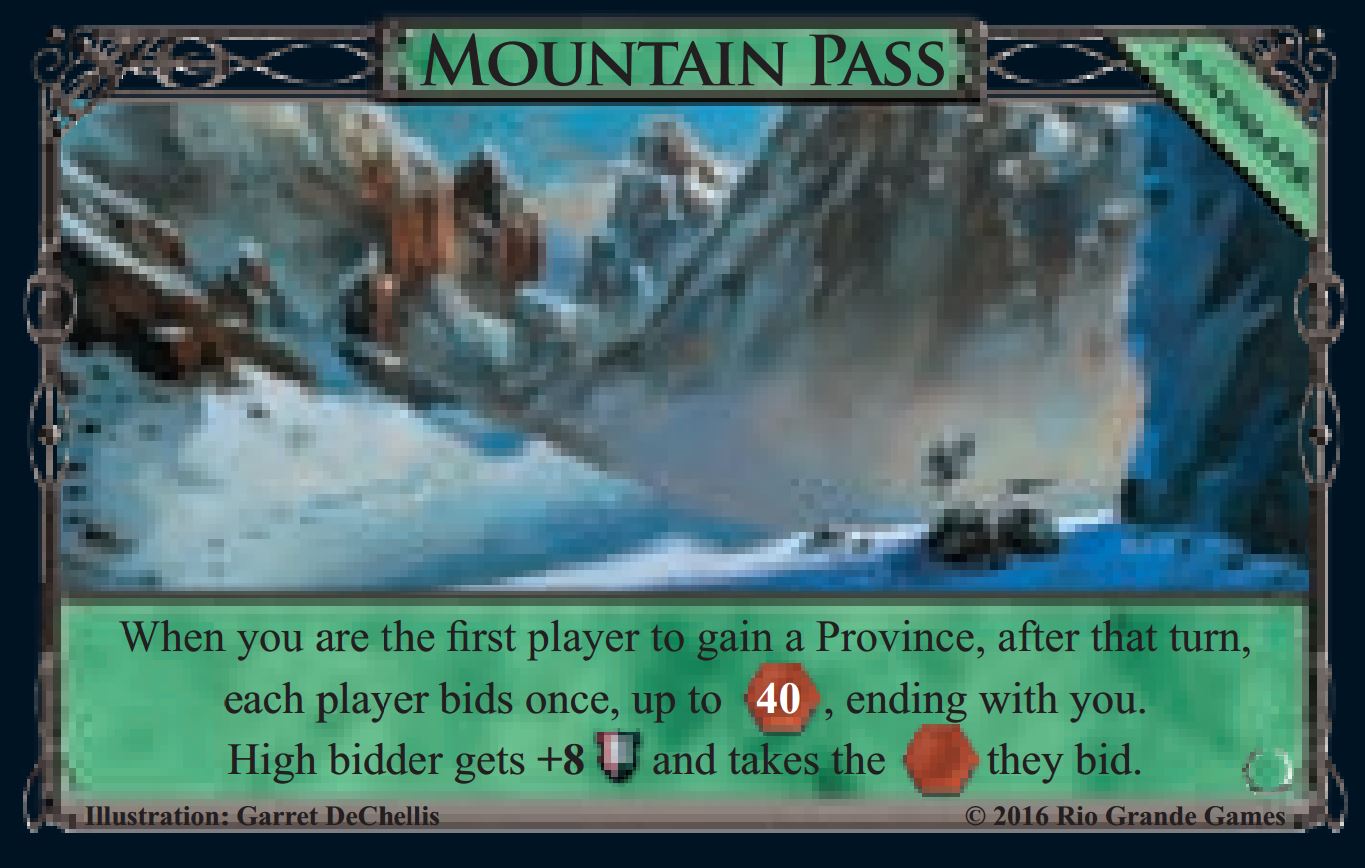 MOUNTAIN PASS
When you are the first player to gain a Province, after that turn,
each player bids once, up to 40, ending with you.
High bidder gets +8 and takes the they bid.
Illustration: Garret DeChellis
© 2016 Rio Grande Games